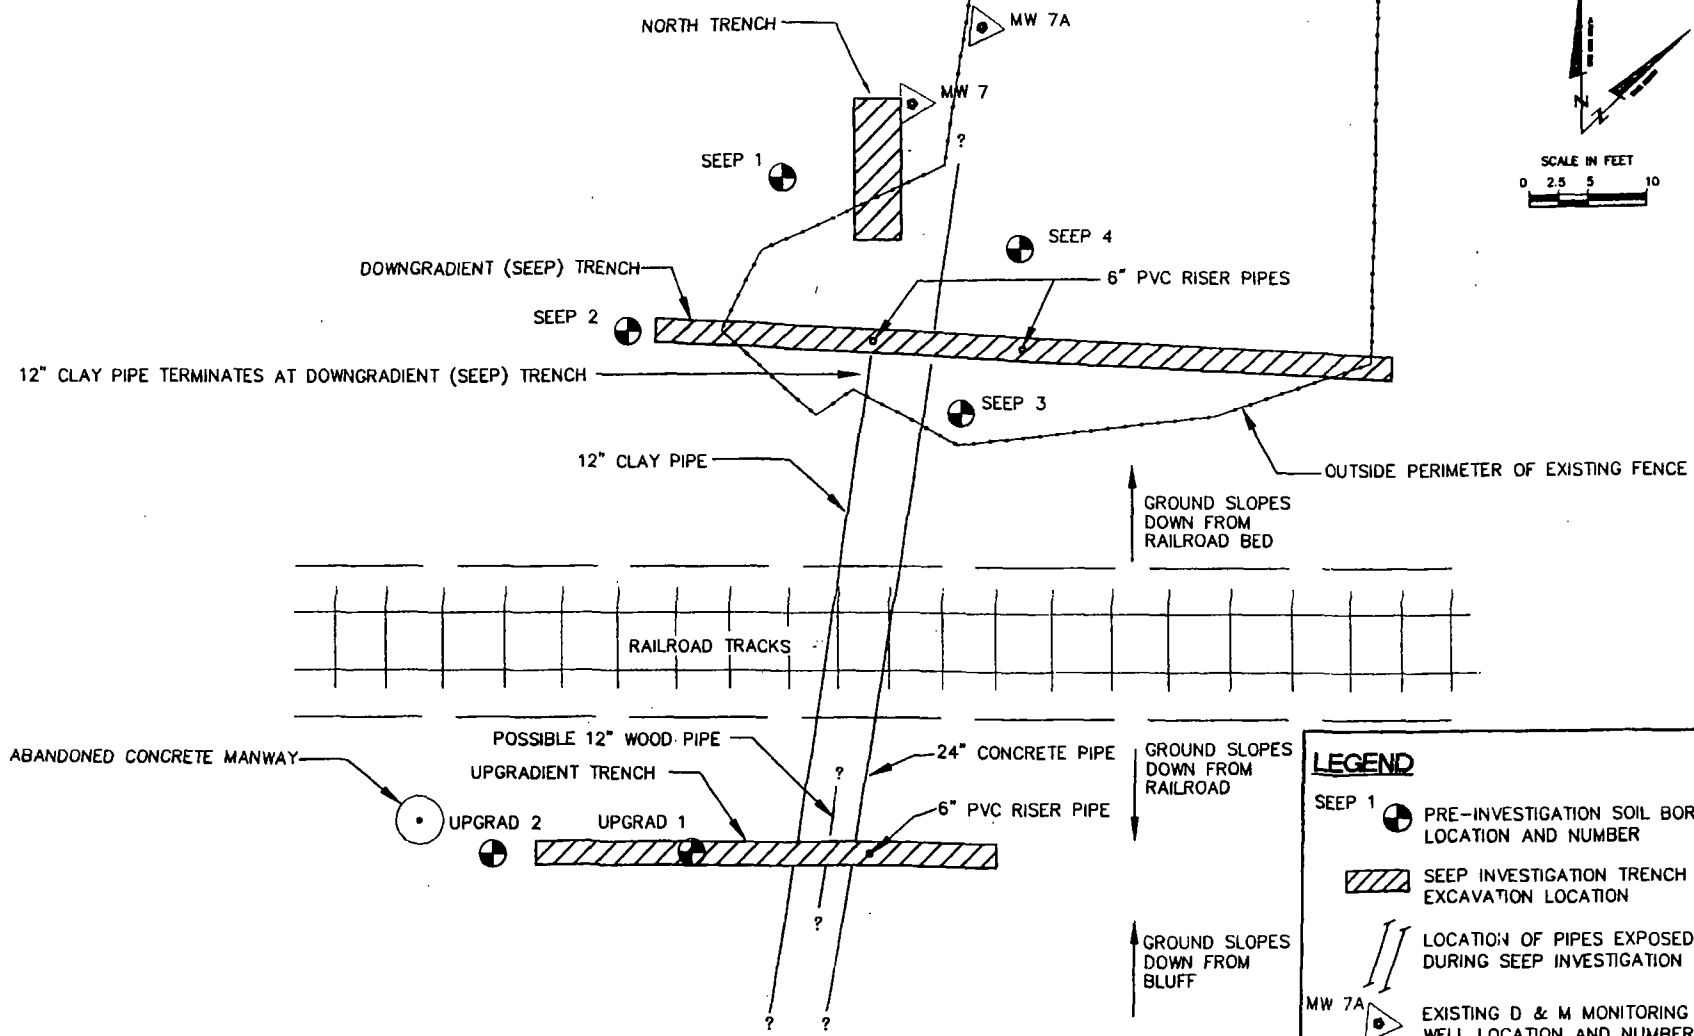 NORTH TRENCH
MW 7A
MW 7
?
N
N
SCALE IN FEET
0 2.5 5 10
SEEP 1
SEEP 4
DOWNGRADIENT (SEEP) TRENCH
6" PVC RISER PIPES
SEEP 2
12" CLAY PIPE TERMINATES AT DOWNGRADIENT (SEEP) TRENCH
SEEP 3
12" CLAY PIPE
OUTSIDE PERIMETER OF EXISTING FENCE
GROUND SLOPES
DOWN FROM
RAILROAD BED
RAILROAD TRACKS
POSSIBLE 12" WOOD PIPE
24" CONCRETE PIPE
GROUND SLOPES
DOWN FROM
RAILROAD
ABANDONED CONCRETE MANWAY
UPGRADIENT TRENCH
?
6" PVC RISER PIPE
UPGRAD 2
UPGRAD 1
?
GROUND SLOPES
DOWN FROM
BLUFF
? ?
LEGEND
SEEP 1
PRE-INVESTIGATION SOIL BOR
LOCATION AND NUMBER
SEEP INVESTIGATION TRENCH
EXCAVATION LOCATION
LOCATION OF PIPES EXPOSED
DURING SEEP INVESTIGATION
MW 7A
EXISTING D & M MONITORING
WELL LOCATION AND NUMBER